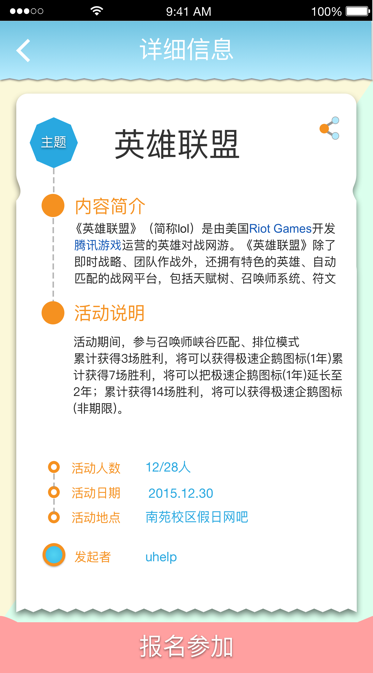 9:41 AM 100%
详细信息
主题
英雄联盟
内容简介
《英雄联盟》（简称lol）是由美国Riot Games开发
腾讯游戏运营的英雄对战网游。《英雄联盟》除了
即时战略、团队作战外，还拥有特色的英雄、自动
匹配的战网平台，包括天赋树、召唤师系统、符文
活动说明
活动期间，参与召唤师峡谷匹配、排位模式
累计获得3场胜利，将可以获得极速企鹅图标(1年)累
计获得7场胜利，将可以把极速企鹅图标(1年)延长至
2年；累计获得14场胜利，将可以获得极速企鹅图标
(非期限)。
活动人数 12/28人
活动日期 2015.12.30
活动地点 南苑校区假日网吧
发起者 uhelp
报名参加